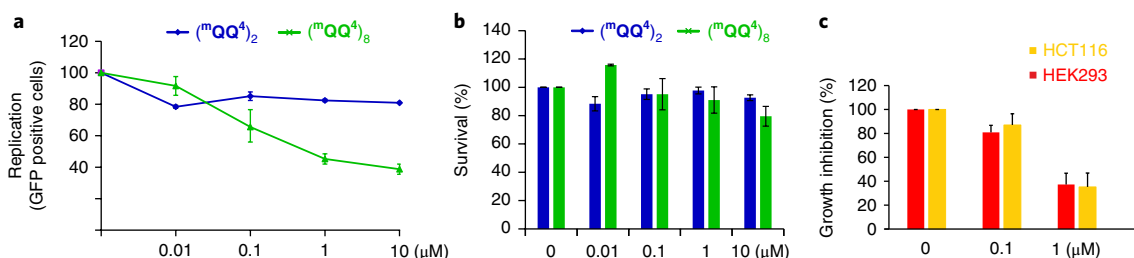 a
(ᵐQQ⁴)₂ (ᵐQQ⁴)₈
Replication
(GFP positive cells)
120
100
80
60
40
0.01 0.1 1 10 (μM)
b
(ᵐQQ⁴)₂ (ᵐQQ⁴)₈
Survival (%)
140
120
100
80
60
40
20
0
0 0.01 0.1 1 10 (μM)
c
HCT116
HEK293
Growth inhibition (%)
100
80
60
40
20
0
0 0.1 1 (μM)